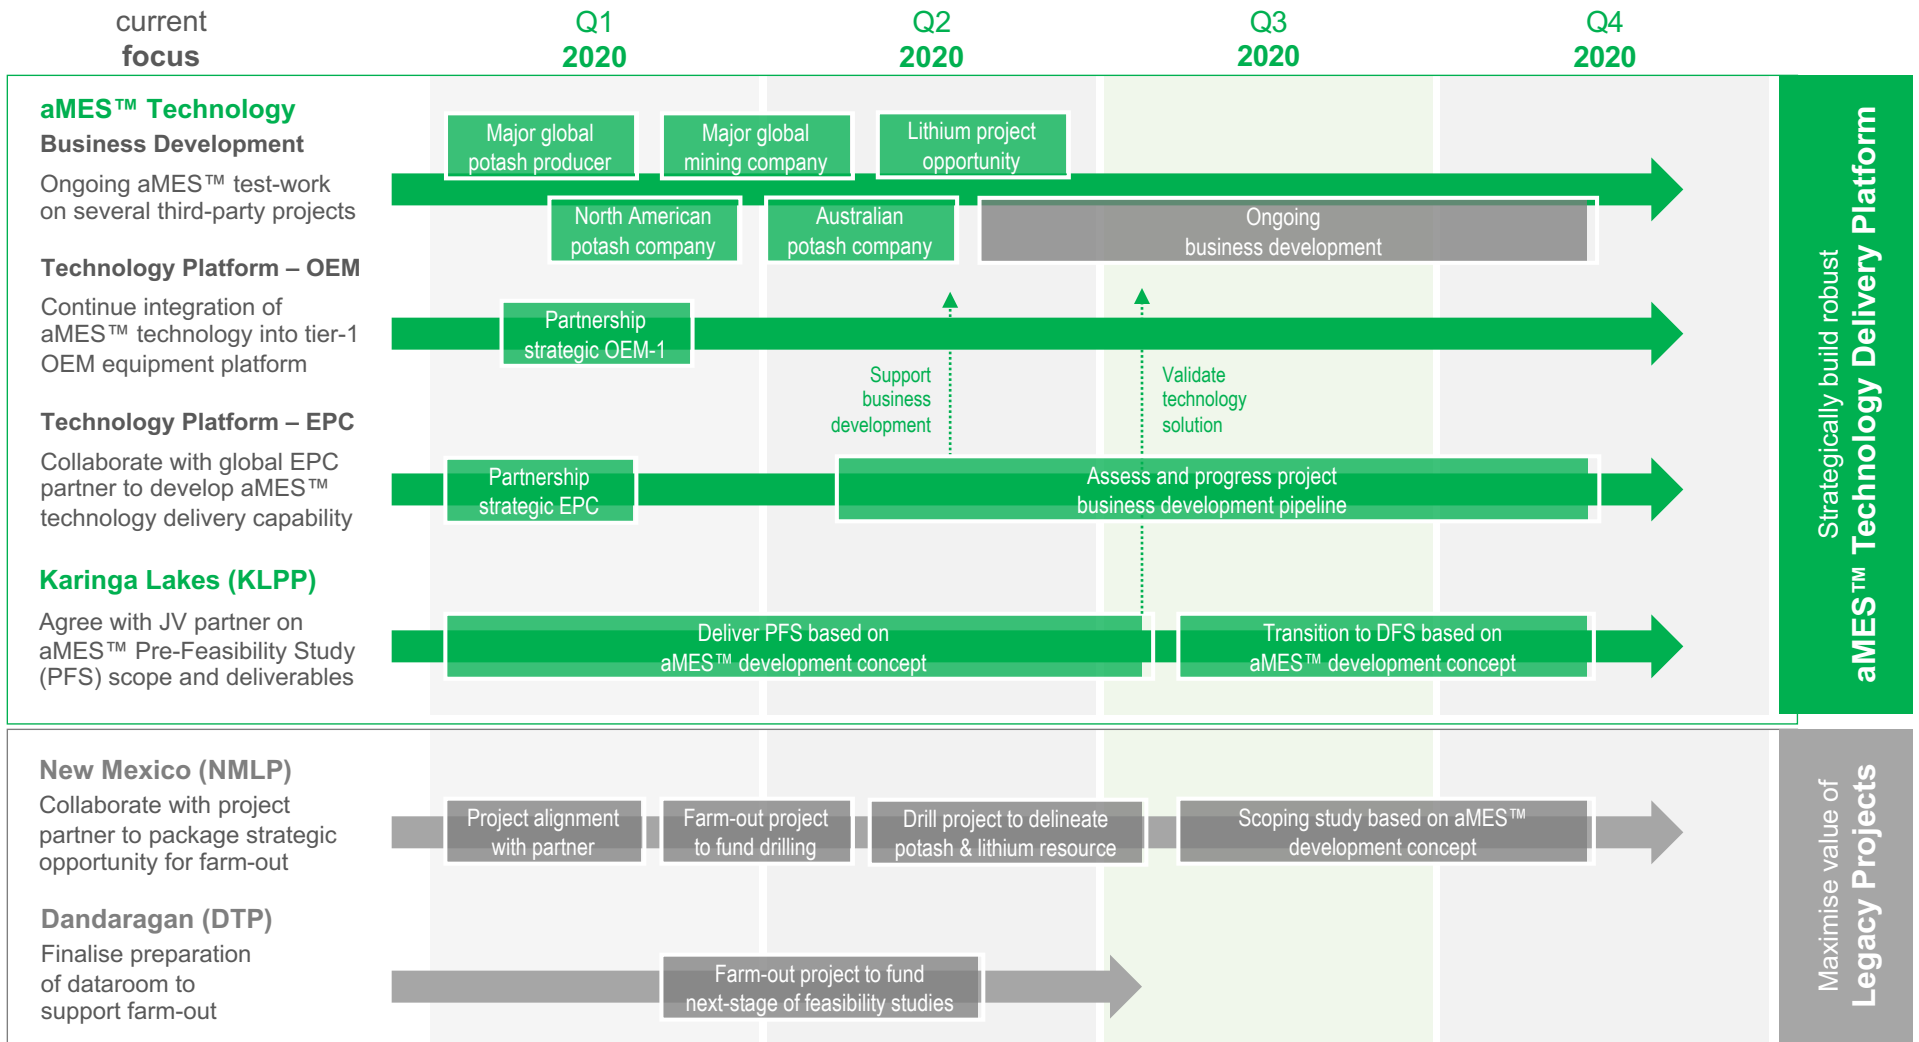 current
focus
Q1
2020
Q2
2020
Q3
2020
Q4
2020
aMES™ Technology
Business Development
Ongoing aMES™ test-work
on several third-party projects
Major global
potash producer
Major global
mining company
Lithium project
opportunity
North American
potash company
Australian
potash company
Ongoing
business development
Technology Platform – OEM
Continue integration of
aMES™ technology into tier-1
OEM equipment platform
Partnership
strategic OEM-1
Support
business
development
Validate
technology
solution
Technology Platform – EPC
Collaborate with global EPC
partner to develop aMES™
technology delivery capability
Partnership
strategic EPC
Assess and progress project
business development pipeline
Karinga Lakes (KLPP)
Agree with JV partner on
aMES™ Pre-Feasibility Study
(PFS) scope and deliverables
Deliver PFS based on
aMES™ development concept
Transition to DFS based on
aMES™ development concept
Strategically build robust
aMES™ Technology Delivery Platform
New Mexico (NMLP)
Collaborate with project
partner to package strategic
opportunity for farm-out
Project alignment
with partner
Farm-out project
to fund drilling
Drill project to delineate
potash & lithium resource
Scoping study based on aMES™
development concept
Dandaragan (DTP)
Finalise preparation
of dataroom to
support farm-out
Farm-out project to fund
next-stage of feasibility studies
Maximise value of
Legacy Projects